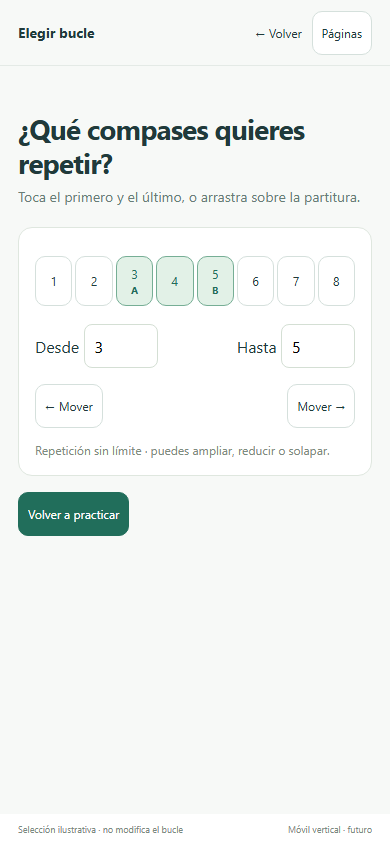 Elegir bucle
← Volver
Páginas
¿Qué compases quieres
repetir?
Toca el primero y el último, o arrastra sobre la partitura.
1 2 3 4 5 6 7 8
A B
Desde 3 Hasta 5
← Mover Mover →
Repetición sin límite · puedes ampliar, reducir o solapar.
Volver a practicar
Selección ilustrativa · no modifica el bucle
Móvil vertical · futuro